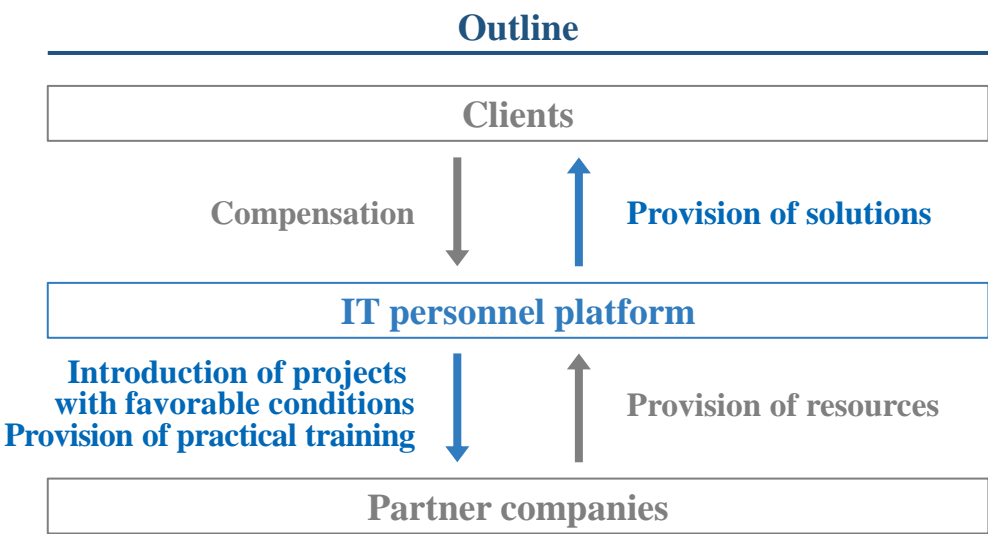 Outline
Clients
Compensation
Provision of solutions
IT personnel platform
Introduction of projects
with favorable conditions
Provision of practical training
Provision of resources
Partner companies